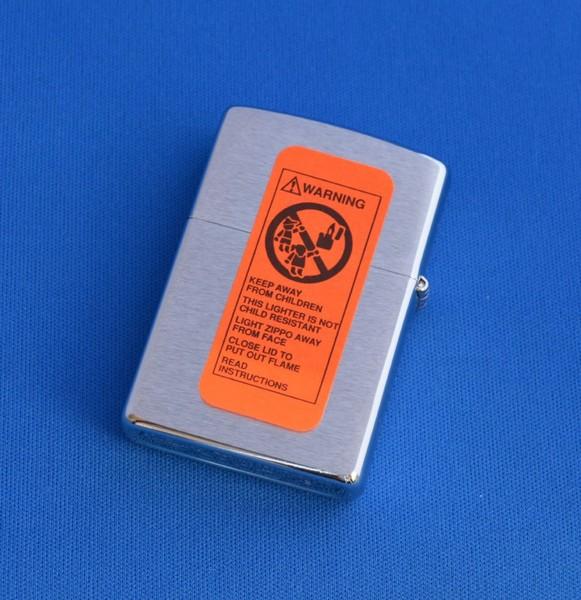 WARNING
KEEP AWAY
FROM CHILDREN
THIS LIGHTER IS NOT
CHILD RESISTANT
LIGHT ZIPPO AWAY
FROM FACE
CLOSE LID TO
PUT OUT FLAME
READ
INSTRUCTIONS